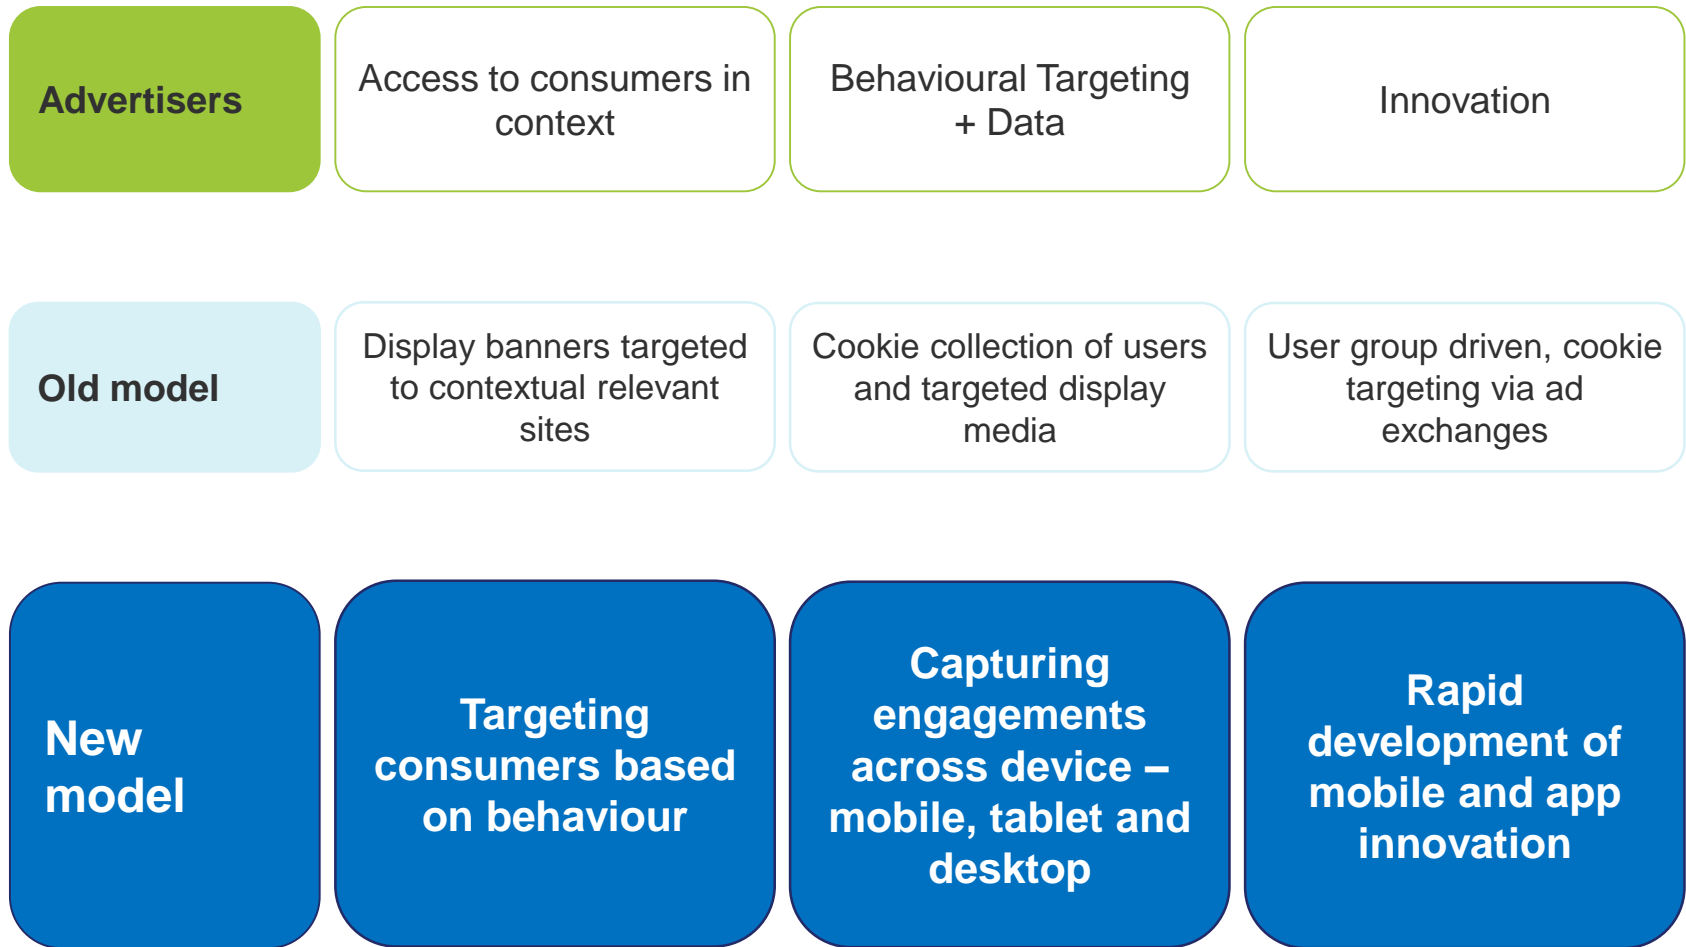 Advertisers
Access to consumers in
context
Behavioural Targeting
+ Data
Innovation
Old model
Display banners targeted
to contextual relevant
sites
Cookie collection of users
and targeted display
media
User group driven, cookie
targeting via ad
exchanges
New
model
Targeting
consumers based
on behaviour
Capturing
engagements
across device –
mobile, tablet and
desktop
Rapid
development of
mobile and app
innovation